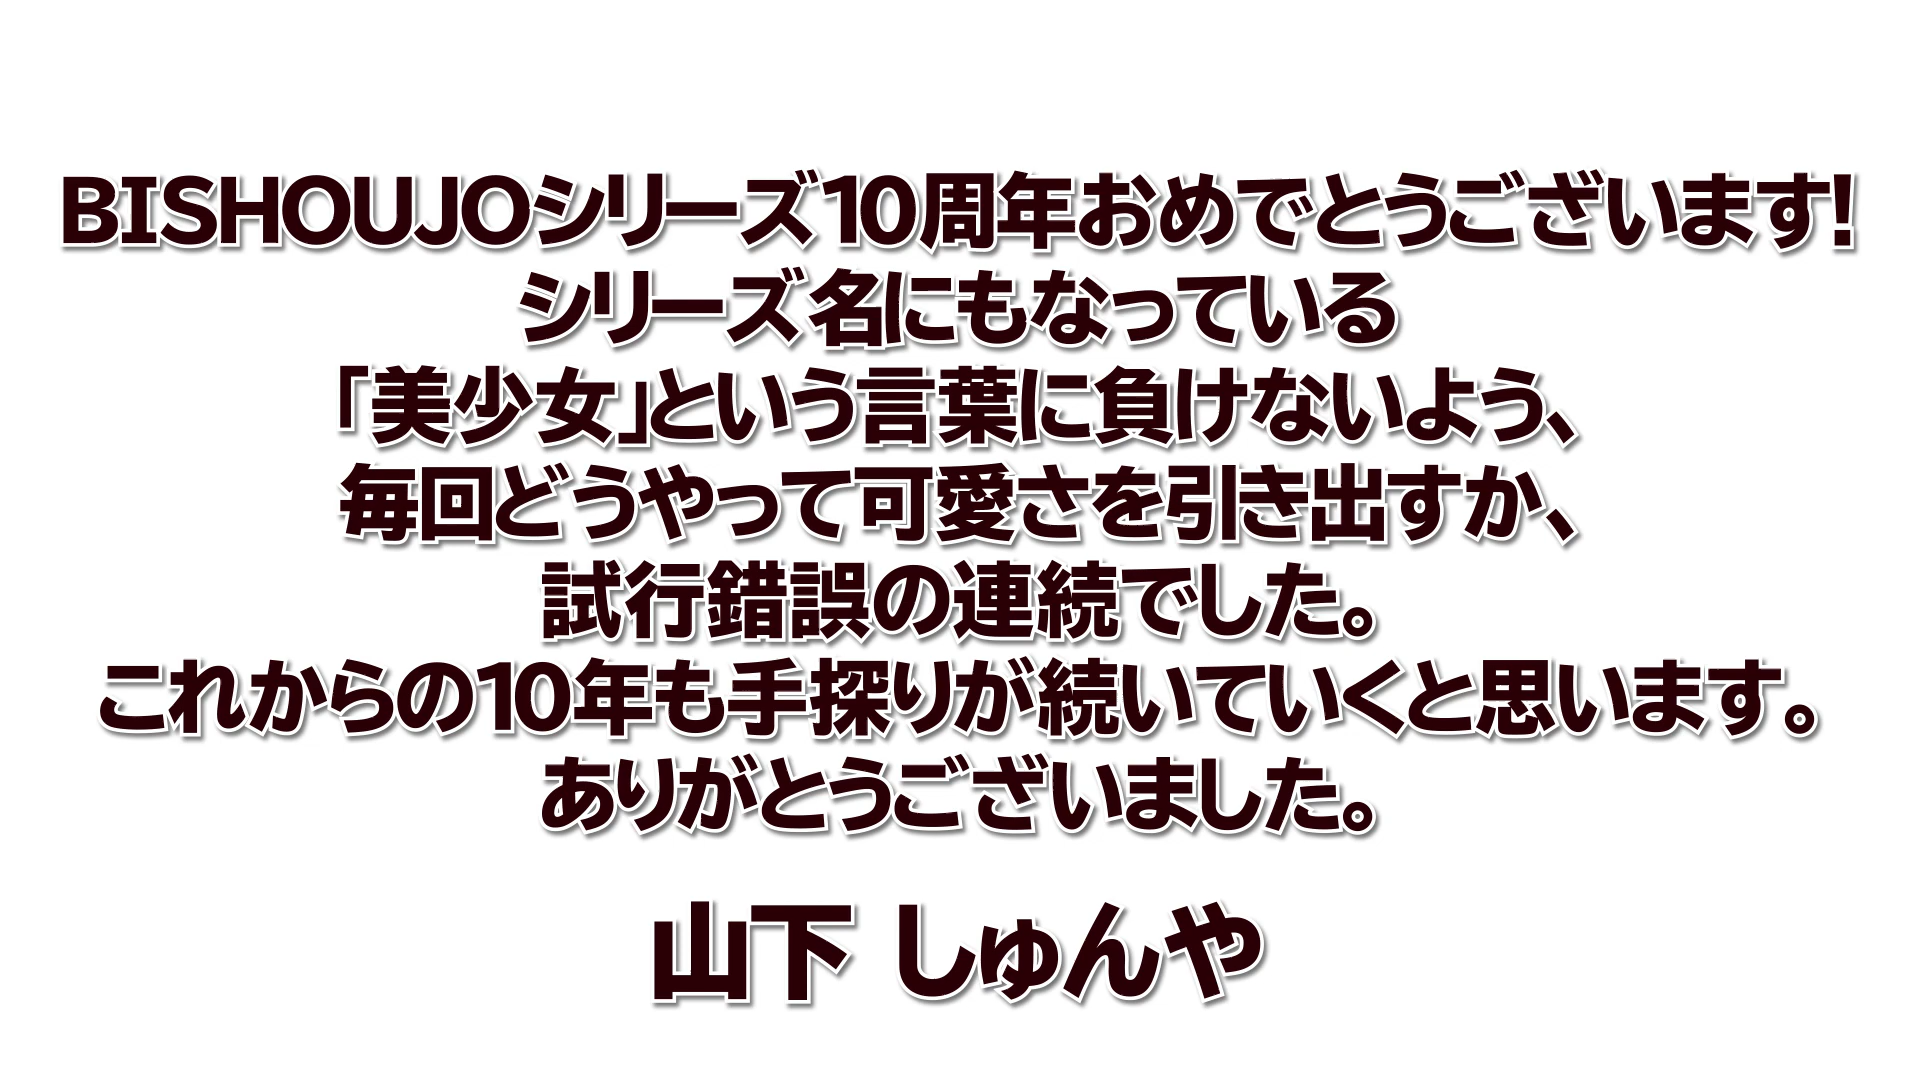 BISHOUJOシリーズ10周年おめでとうございます!
シリーズ名にもなっている
「美少女」という言葉に負けないよう、
毎回どうやって可愛さを引き出すか、
試行錯誤の連続でした。
これからの10年も手探りが続いていくと思います。
ありがとうございました。
山下 しゅんや